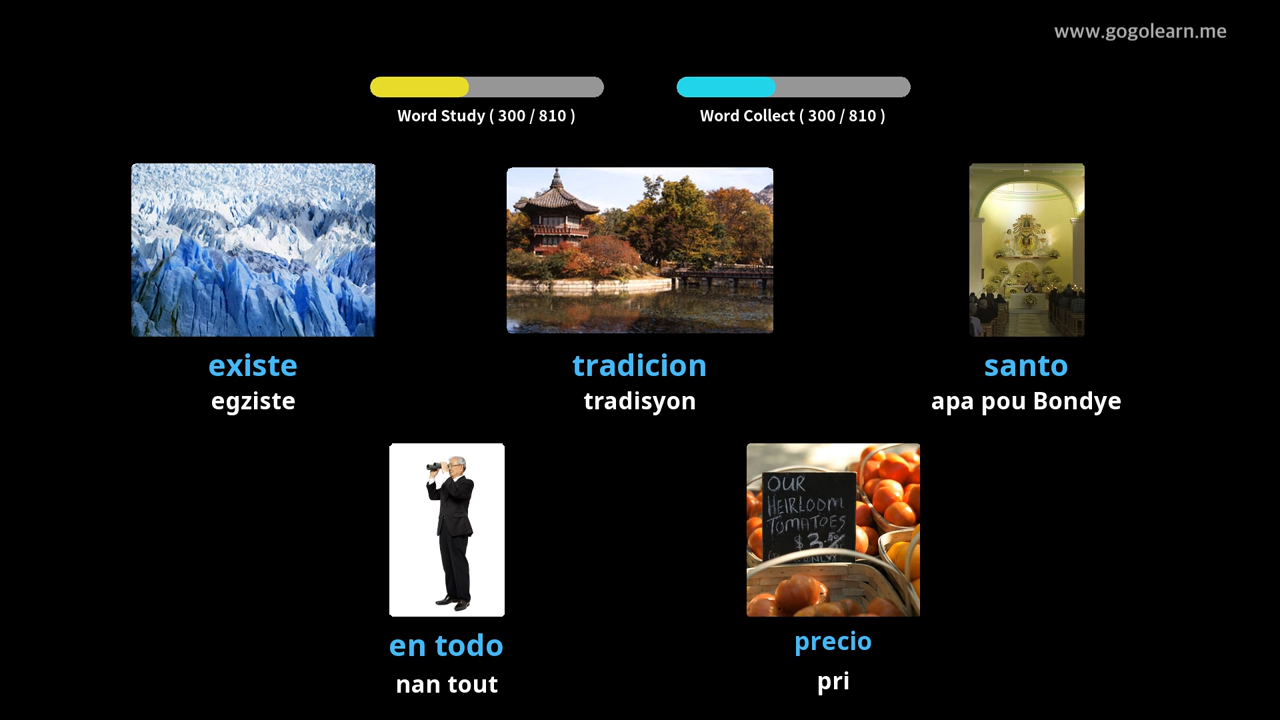 www.gogolearn.me
Word Study ( 300 / 810 )
Word Collect ( 300 / 810 )
existe
egziste
tradicion
tradisyon
santo
apa pou Bondye
OUR
HEIRLOOM
TOMATOES
en todo
nan tout
precio
pri